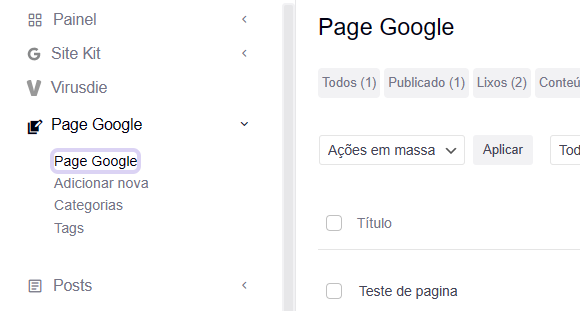 Painel
Site Kit
Virusdie
Page Google
Page Google
Adicionar nova
Categorias
Tags
Posts
Page Google
Todos (1) Publicado (1) Lixos (2) Conteú
Ações em massa Aplicar Tod
Título
Teste de pagina